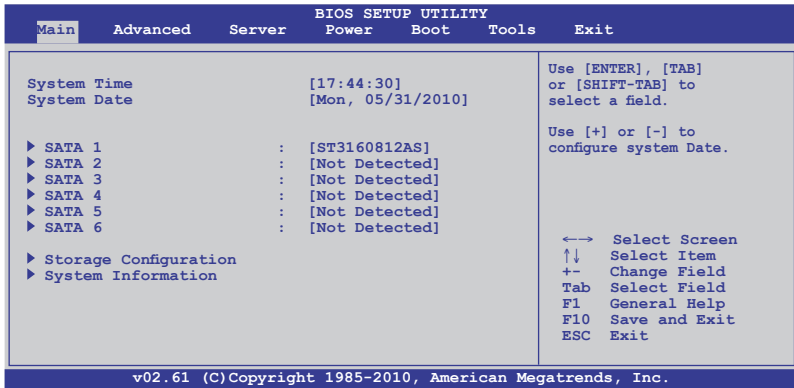 BIOS SETUP UTILITY
Main Advanced Server Power Boot Tools Exit
System Time [17:44:30]
System Date [Mon, 05/31/2010]
SATA 1 : [ST3160812AS]
SATA 2 : [Not Detected]
SATA 3 : [Not Detected]
SATA 4 : [Not Detected]
SATA 5 : [Not Detected]
SATA 6 : [Not Detected]
Storage Configuration
System Information
Use [ENTER], [TAB]
or [SHIFT-TAB] to
select a field.
Use [+] or [-] to
configure system Date.
←→ Select Screen
↑↓ Select Item
+- Change Field
Tab Select Field
F1 General Help
F10 Save and Exit
ESC Exit
v02.61 (C)Copyright 1985-2010, American Megatrends, Inc.